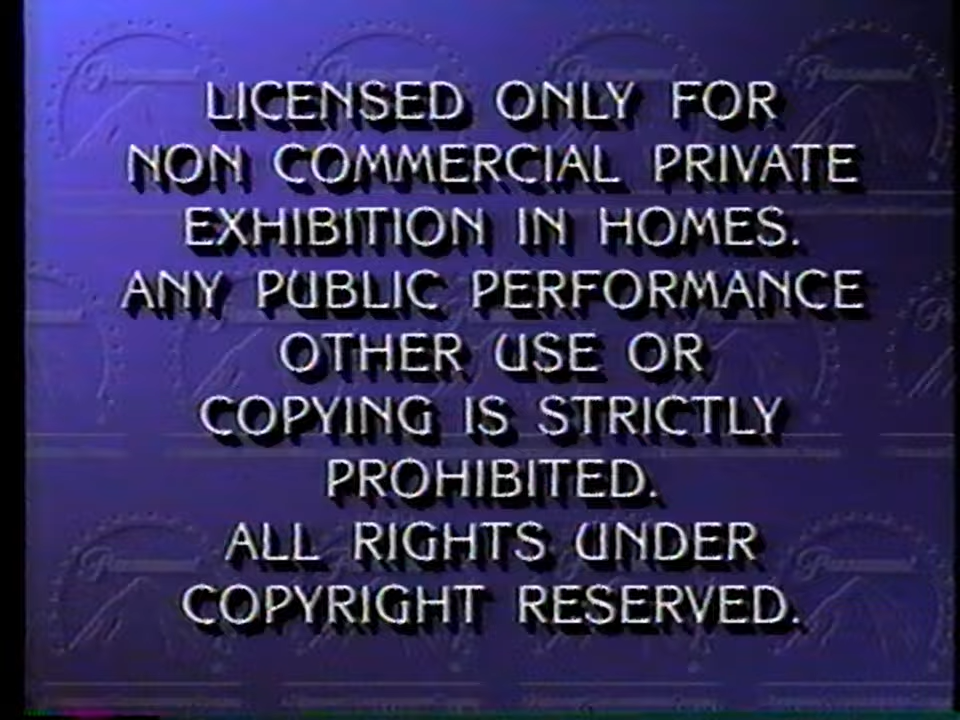 LICENSED ONLY FOR
NON COMMERCIAL PRIVATE
EXHIBITION IN HOMES.
ANY PUBLIC PERFORMANCE
OTHER USE OR
COPYING IS STRICTLY
PROHIBITED.
ALL RIGHTS UNDER
COPYRIGHT RESERVED.